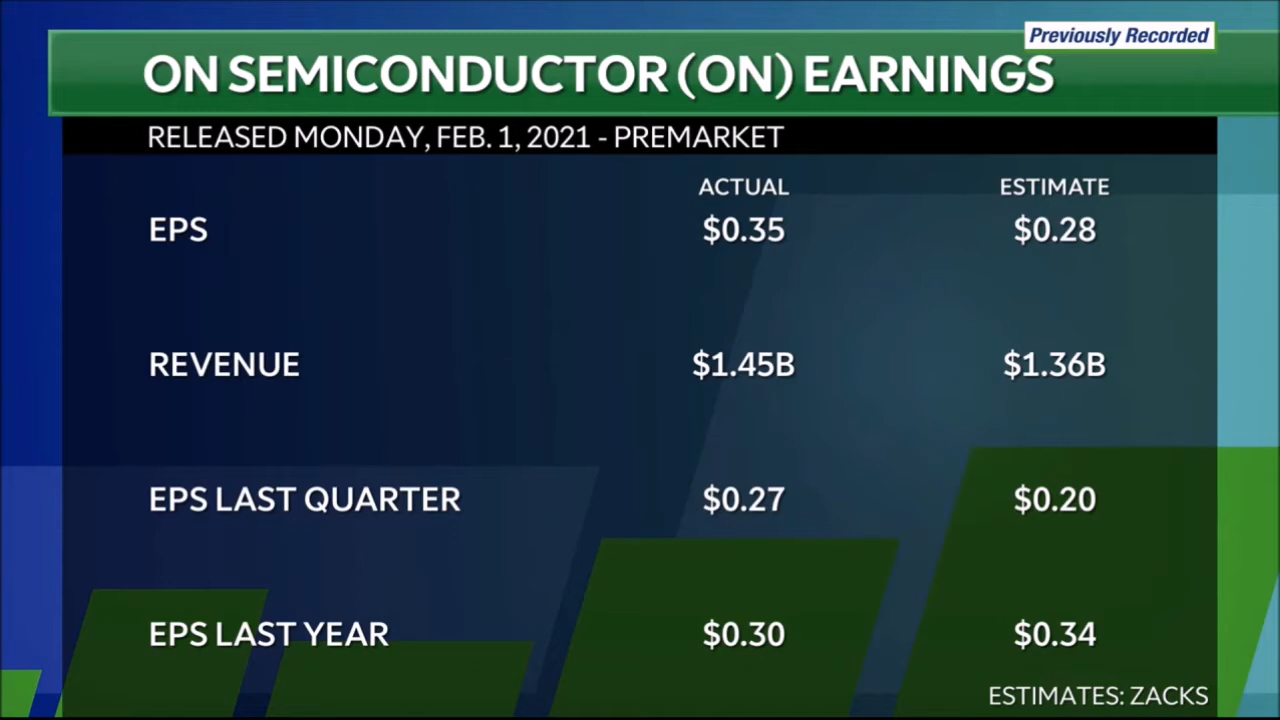 Previously Recorded
ON SEMICONDUCTOR (ON) EARNINGS
RELEASED MONDAY, FEB. 1, 2021 - PREMARKET
ACTUAL ESTIMATE
EPS $0.35 $0.28
REVENUE $1.45B $1.36B
EPS LAST QUARTER $0.27 $0.20
EPS LAST YEAR $0.30 $0.34
ESTIMATES: ZACKS